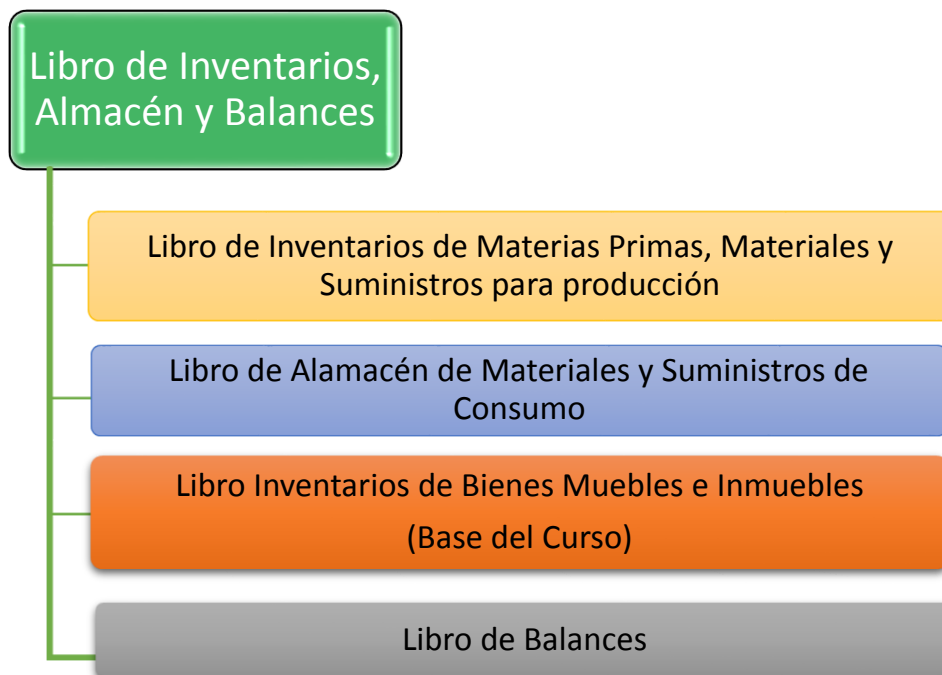 Libro de Inventarios,
Almacén y Balances
Libro de Inventarios de Materias Primas, Materiales y
Suministros para producción
Libro de Alamacén de Materiales y Suministros de
Consumo
Libro Inventarios de Bienes Muebles e Inmuebles
(Base del Curso)
Libro de Balances